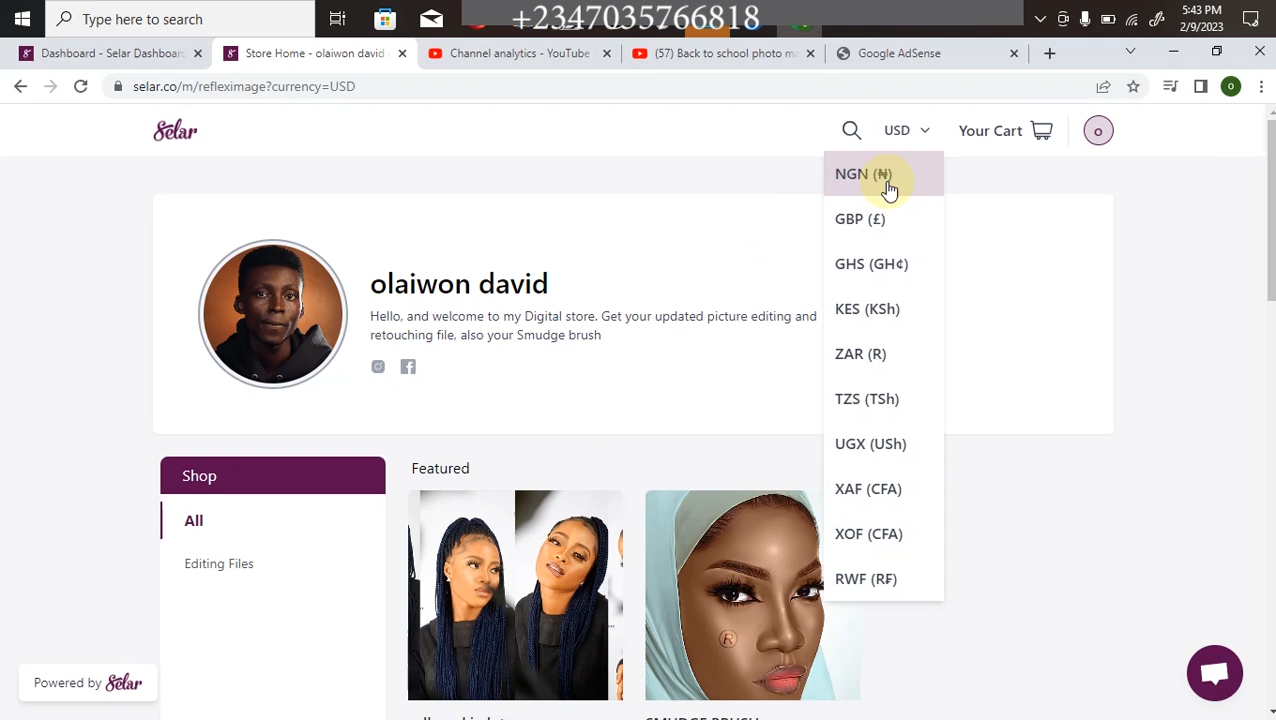 Type here to search
+2347035766818
5:43 PM
2/9/2023
Dashboard - Selar Dashboard
Store Home - olaiwon david
Channel analytics - YouTube
(57) Back to school photo m
Google AdSense
selar.co/m/refleximage?currency=USD
o
Selar
USD
Your Cart
o
NGN (₦)
GBP (£)
GHS (GH¢)
KES (KSh)
ZAR (R)
TZS (TSh)
UGX (USh)
XAF (CFA)
XOF (CFA)
RWF (RF)
olaiwon david
Hello, and welcome to my Digital store. Get your updated picture editing and
retouching file, also your Smudge brush
Shop
All
Editing Files
Featured
R
SMUDGE BRUSH
Powered by Selar